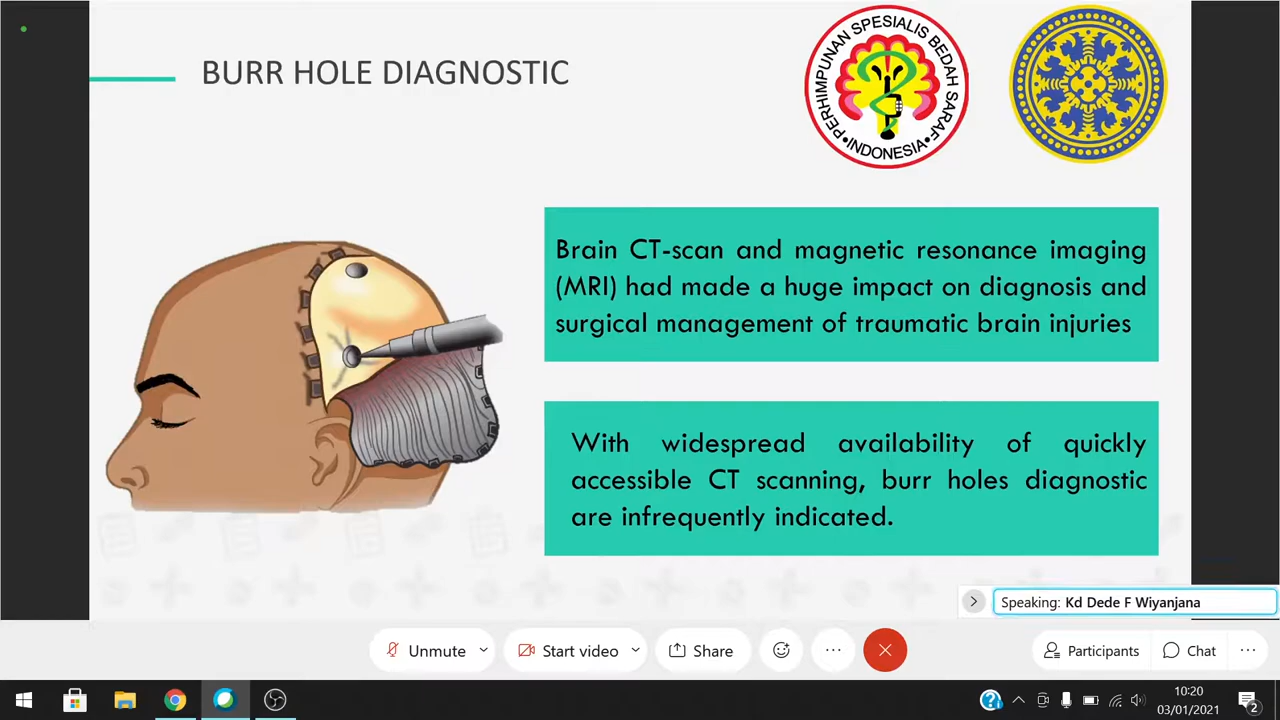 BURR HOLE DIAGNOSTIC
PERHIMPUNAN SPESIALIS BEDAH SARAF
•INDONESIA•
Brain CT-scan and magnetic resonance imaging
(MRI) had made a huge impact on diagnosis and
surgical management of traumatic brain injuries
With widespread availability of quickly
accessible CT scanning, burr holes diagnostic
are infrequently indicated.
Speaking: Kd Dede F Wiyanjana
Unmute
Start video
Share
Participants
Chat
10:20
03/01/2021
2